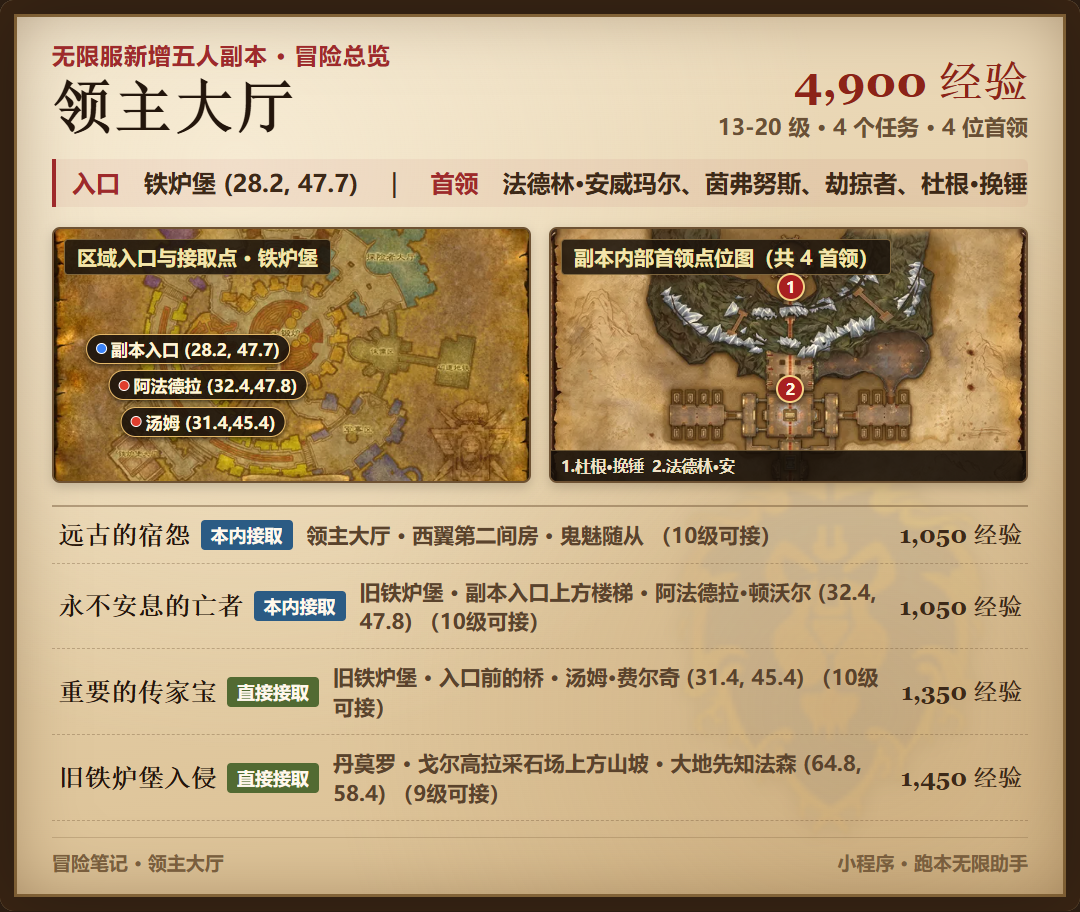 无限服新增五人副本·冒险总览
领主大厅
4,900 经验
13-20 级·4 个任务·4 位首领
入口 铁炉堡 (28.2, 47.7) | 首领 法德林·安威玛尔、茵弗努斯、劫掠者、杜根·挽锤
区域入口与接取点·铁炉堡
副本入口 (28.2, 47.7)
阿法德拉 (32.4,47.8)
汤姆 (31.4,45.4)
副本内部首领点位图（共 4 首领）
1
2
1.杜根·挽锤 2.法德林·安
远古的宿怨 本内接取 领主大厅·西翼第二间房·鬼魅随从 （10级可接） 1,050 经验
永不安息的亡者 本内接取 旧铁炉堡·副本入口上方楼梯·阿法德拉·顿沃尔 (32.4,
47.8) （10级可接） 1,050 经验
重要的传家宝 直接接取 旧铁炉堡·入口前的桥·汤姆·费尔奇 (31.4, 45.4) （10级
可接） 1,350 经验
旧铁炉堡入侵 直接接取 丹莫罗·戈尔高拉采石场上方山坡·大地先知法森 (64.8,
58.4) （9级可接） 1,450 经验
冒险笔记·领主大厅
小程序·跑本无限助手